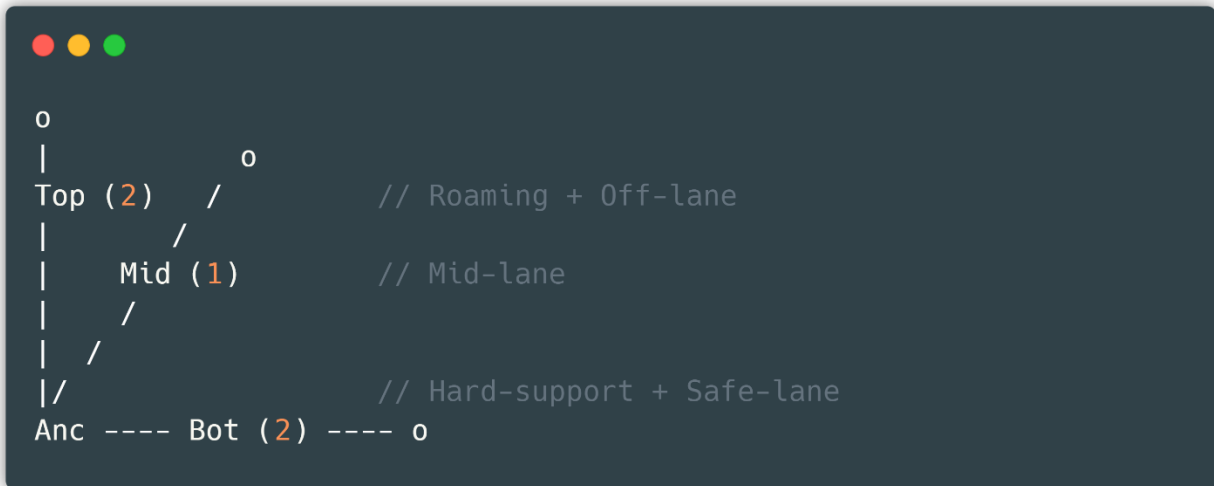 o
|            o
Top (2)   /         // Roaming + Off-lane
|       /
|    Mid (1)        // Mid-lane
|    /
|  /
|/                  // Hard-support + Safe-lane
Anc ---- Bot (2) ---- o